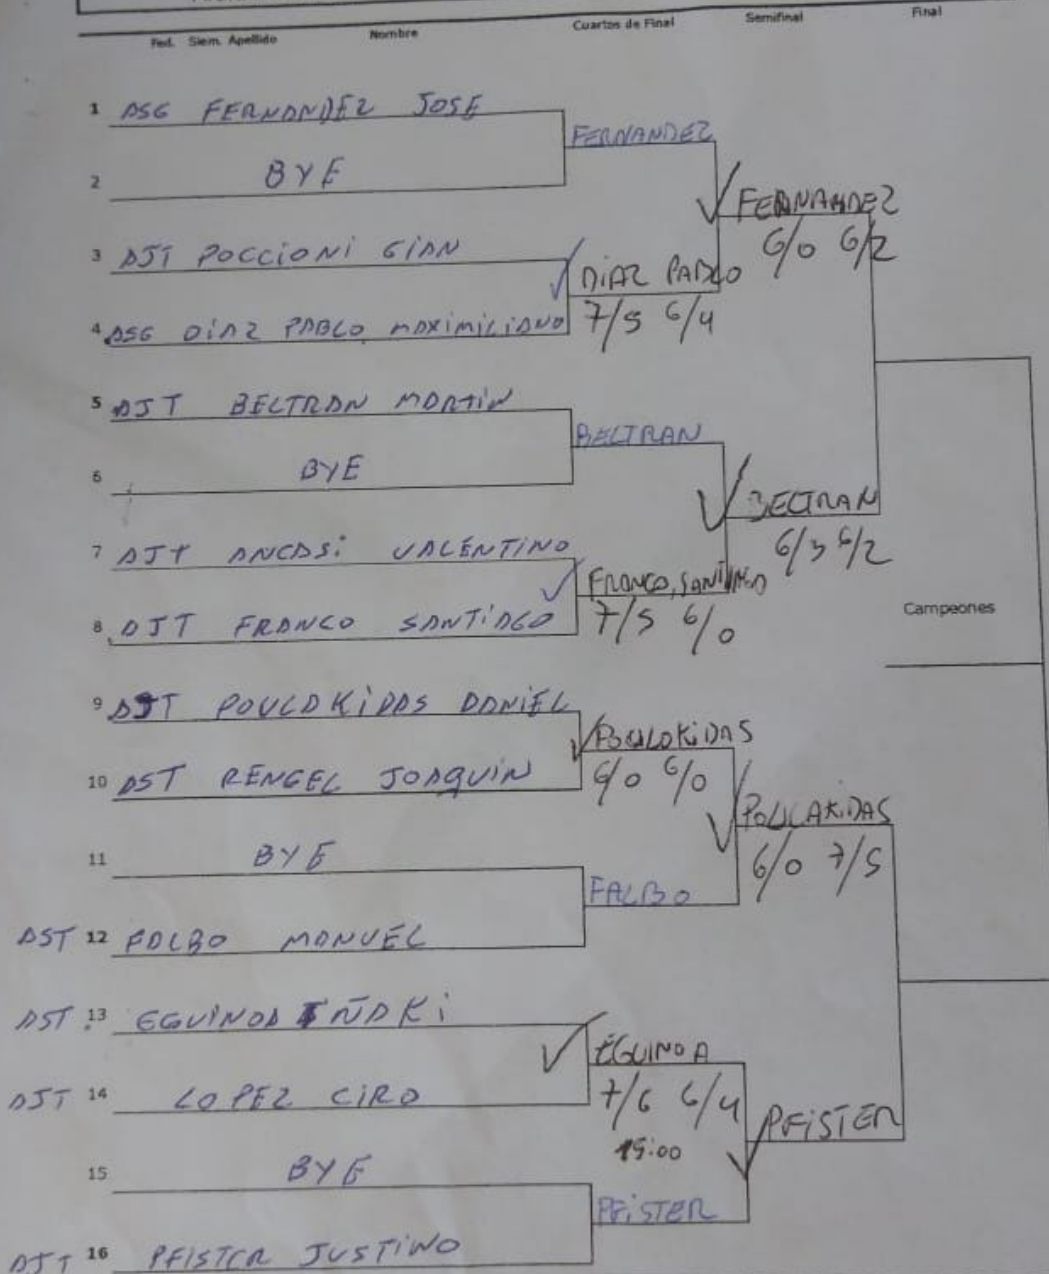 Fed. Siem. Apellido Nombre Cuartos de Final Semifinal Final
1 ASG FERNANDEZ JOSE
FERNANDEZ
2 BYE
FERNANDEZ
6/0 6/2
3 AJT POCCIONI GIAN
DIAZ PABLO
7/5 6/4
4 ASG DIAZ PABLO MAXIMILIANO
5 AJT BELTRAN MARTIN
BELTRAN
6 BYE
BELTRAN
6/3 6/2
7 AJT ANCASI VALENTINO
FRANCO, SANTIAGO
7/5 6/0
8 AJT FRANCO SANTIAGO
Campeones
9 AJT POULAKIDAS DANIEL
POULAKIDAS
6/0 6/0
10 AST RENGEL JOAQUIN
POULAKIDAS
6/0 7/5
11 BYE
FALBO
AST 12 FALBO MANUEL
AST 13 EGUINOA IÑAKI
EGUINOA
7/6 6/4
AJT 14 LOPEZ CIRO
15:00
PFISTER
15 BYE
PFISTER
AJT 16 PFISTER JUSTINO